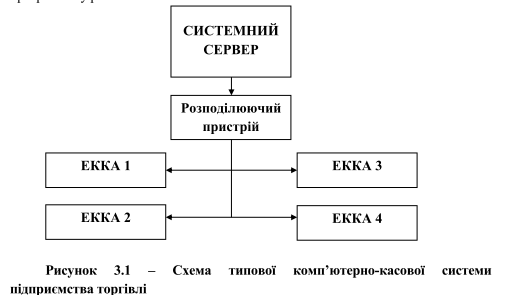 СИСТЕМНИЙ
СЕРВЕР
Розподілюючий
пристрій
ЕККА 1
ЕККА 3
ЕККА 2
ЕККА 4
Рисунок 3.1 – Схема типової комп’ютерно-касової системи
підприємства торгівлі